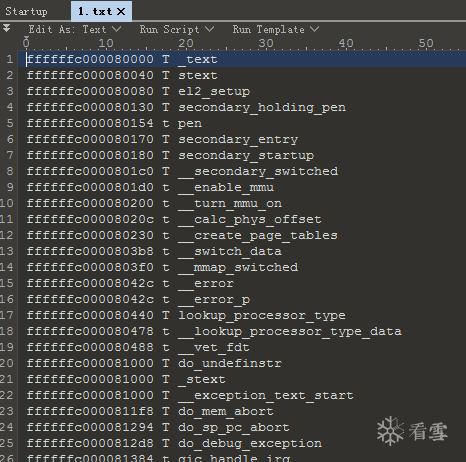 Startup 1.txt ×
Edit As: Text Run Script Run Template
0 10 20 30 40 50
1 ffffffc000080000 T _text
2 ffffffc000080040 T stext
3 ffffffc000080080 T el2_setup
4 ffffffc000080130 T secondary_holding_pen
5 ffffffc000080154 t pen
6 ffffffc000080170 T secondary_entry
7 ffffffc000080180 T secondary_startup
8 ffffffc0000801c0 T __secondary_switched
9 ffffffc0000801d0 t __enable_mmu
10 ffffffc000080200 t __turn_mmu_on
11 ffffffc00008020c t __calc_phys_offset
12 ffffffc000080230 t __create_page_tables
13 ffffffc0000803b8 t __switch_data
14 ffffffc0000803f0 t __mmap_switched
15 ffffffc00008042c t __error
16 ffffffc00008042c t __error_p
17 ffffffc000080440 T lookup_processor_type
18 ffffffc000080478 t __lookup_processor_type_data
19 ffffffc000080488 t __vet_fdt
20 ffffffc000081000 T do_undefinstr
21 ffffffc000081000 T _stext
22 ffffffc000081000 T __exception_text_start
23 ffffffc0000811f8 T do_mem_abort
24 ffffffc000081294 T do_sp_pc_abort
25 ffffffc0000812d8 T do_debug_exception
26 ffffffc000081384 t gic_handle_irq
看雪